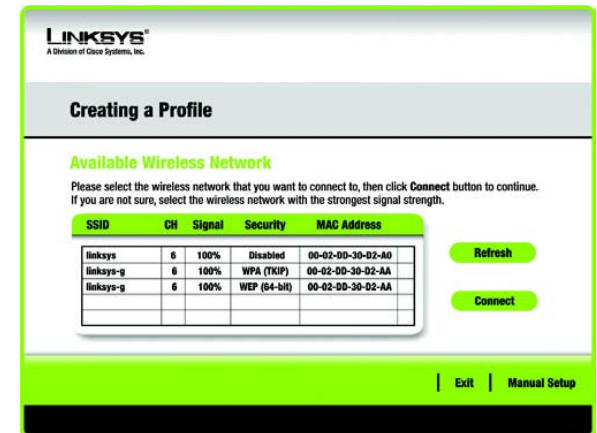 LINKSYS®
A Division of Cisco Systems, Inc.
Creating a Profile
Available Wireless Network
Please select the wireless network that you want to connect to, then click Connect button to continue.
If you are not sure, select the wireless network with the strongest signal strength.
SSID CH Signal Security MAC Address
linksys 6 100% Disabled 00-02-DD-30-D2-A0
linksys-g 6 100% WPA (TKIP) 00-02-DD-30-D2-AA
linksys-g 6 100% WEP (64-bit) 00-02-DD-30-D2-AA
Refresh
Connect
Exit Manual Setup